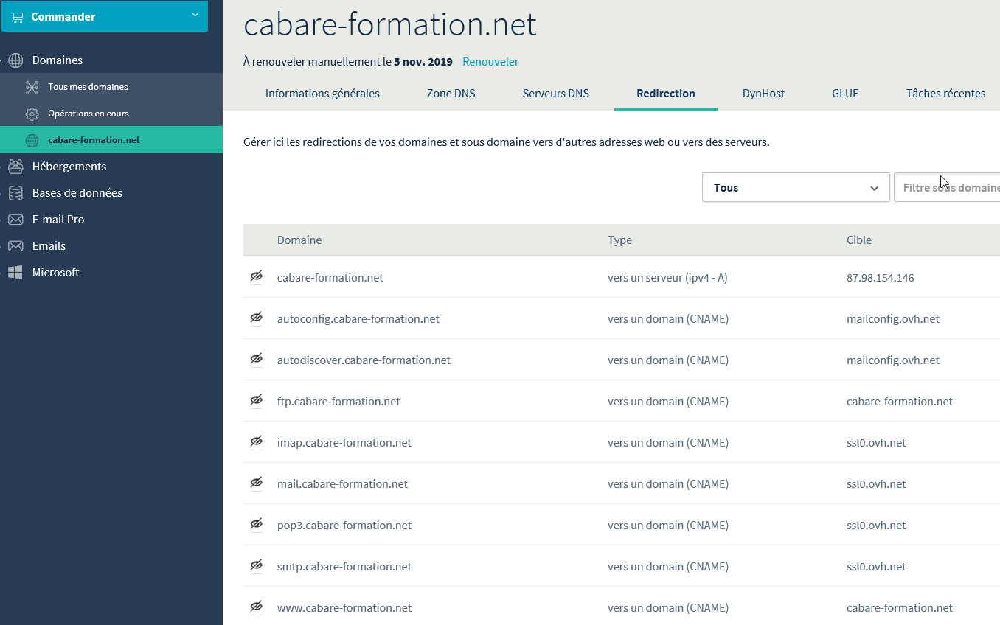 Commander
Domaines
Tous mes domaines
Opérations en cours
cabare-formation.net
Hébergements
Bases de données
E-mail Pro
Emails
Microsoft
cabare-formation.net
À renouveler manuellement le 5 nov. 2019 Renouveler
Informations générales Zone DNS Serveurs DNS Redirection DynHost GLUE Tâches récentes
Gérer ici les redirections de vos domaines et sous domaine vers d'autres adresses web ou vers des serveurs.
Tous Filtre sous domaine
Domaine Type Cible
cabare-formation.net vers un serveur (ipv4 - A) 87.98.154.146
autoconfig.cabare-formation.net vers un domain (CNAME) mailconfig.ovh.net
autodiscover.cabare-formation.net vers un domain (CNAME) mailconfig.ovh.net
ftp.cabare-formation.net vers un domain (CNAME) cabare-formation.net
imap.cabare-formation.net vers un domain (CNAME) ssl0.ovh.net
mail.cabare-formation.net vers un domain (CNAME) ssl0.ovh.net
pop3.cabare-formation.net vers un domain (CNAME) ssl0.ovh.net
smtp.cabare-formation.net vers un domain (CNAME) ssl0.ovh.net
www.cabare-formation.net vers un domain (CNAME) cabare-formation.net